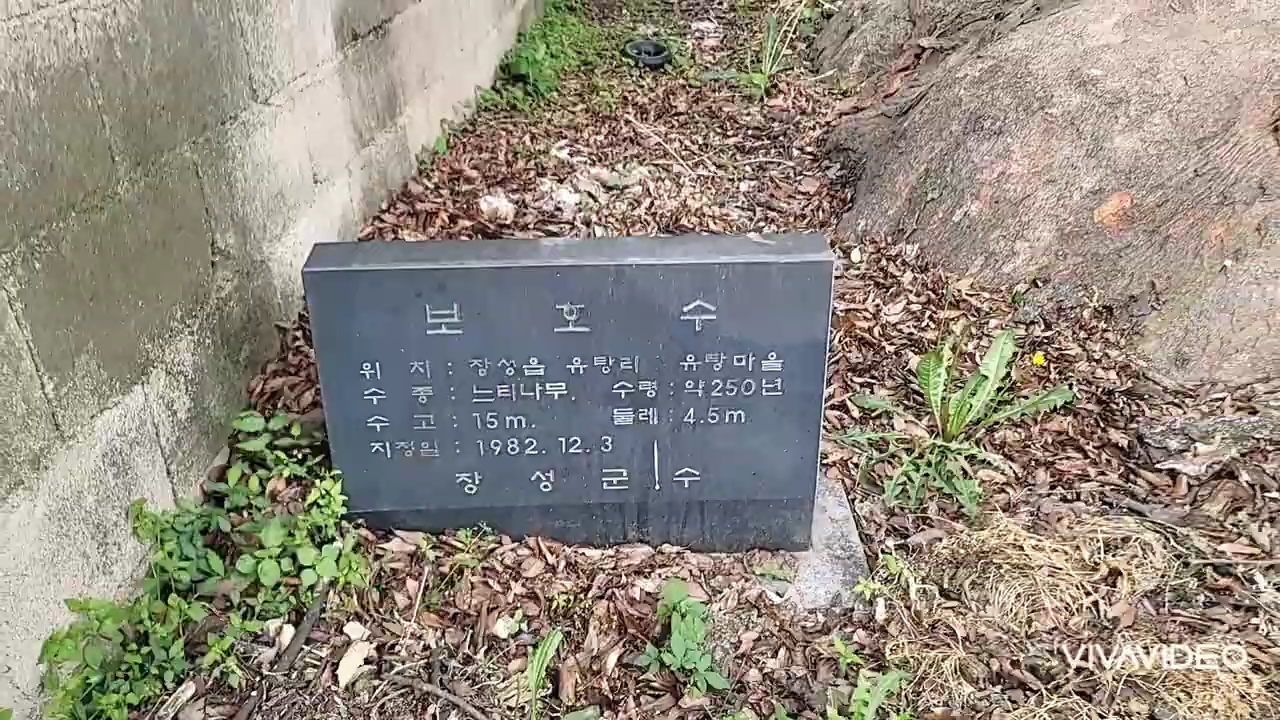 보 호 수
위 치 : 장성읍 유탕리 유탕마을
수 종 : 느티나무. 수령 : 약250년
수 고 : 15m. 둘레 : 4.5m
지정일 : 1982. 12. 3
장 성 군 수
VIVAVIDEO